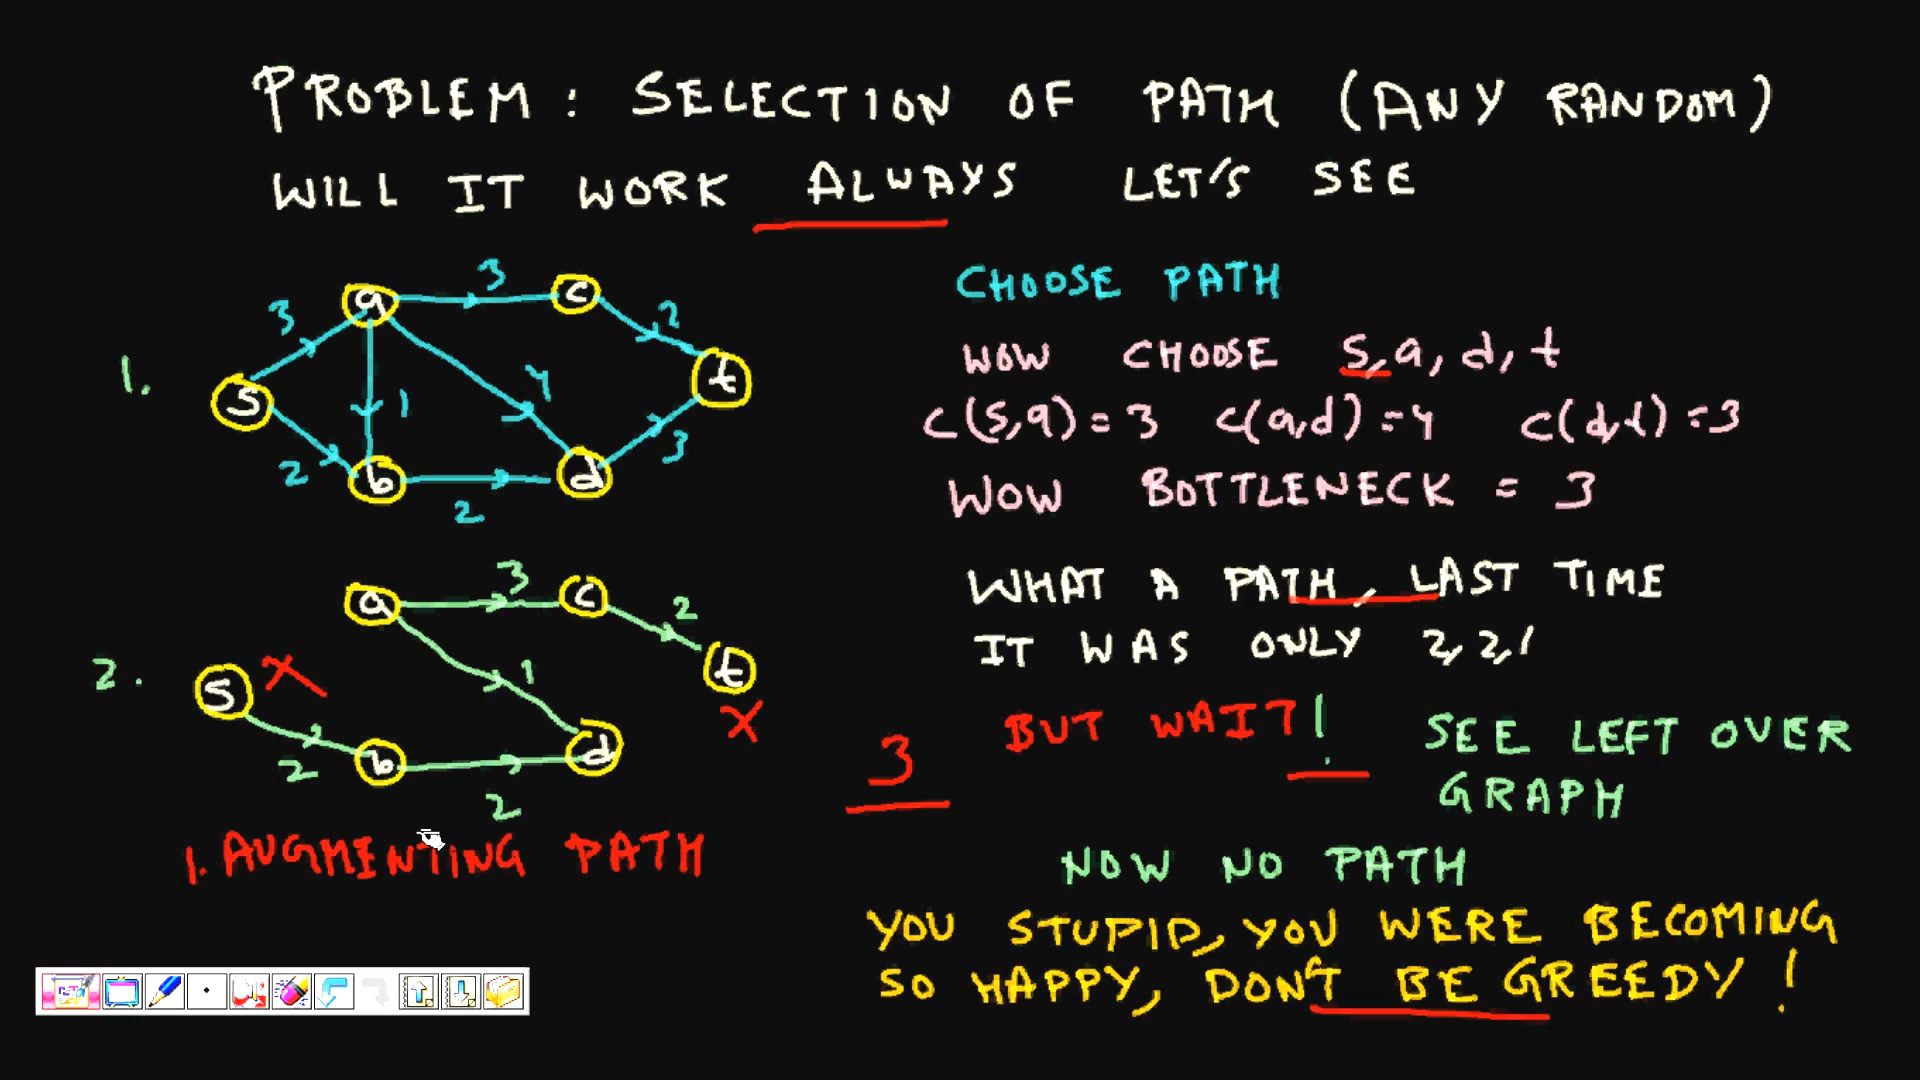 PROBLEM: SELECTION OF PATH (ANY RANDOM)
WILL IT WORK ALWAYS LET'S SEE
1.
s a c t b d
3 3 2 1 4 3 2 2
CHOOSE PATH
WOW CHOOSE S, a, d, t
C(S,a) = 3 C(a,d) = 4 C(d,t) = 3
WOW BOTTLENECK = 3
WHAT A PATH, LAST TIME
IT WAS ONLY 2, 2, 1
2.
s a c t b d
3 2 1 2 2
X
X
BUT WAIT!
3
SEE LEFT OVER
GRAPH
1. AUGMENTING PATH
NOW NO PATH
YOU STUPID, YOU WERE BECOMING
SO HAPPY, DON'T BE GREEDY!